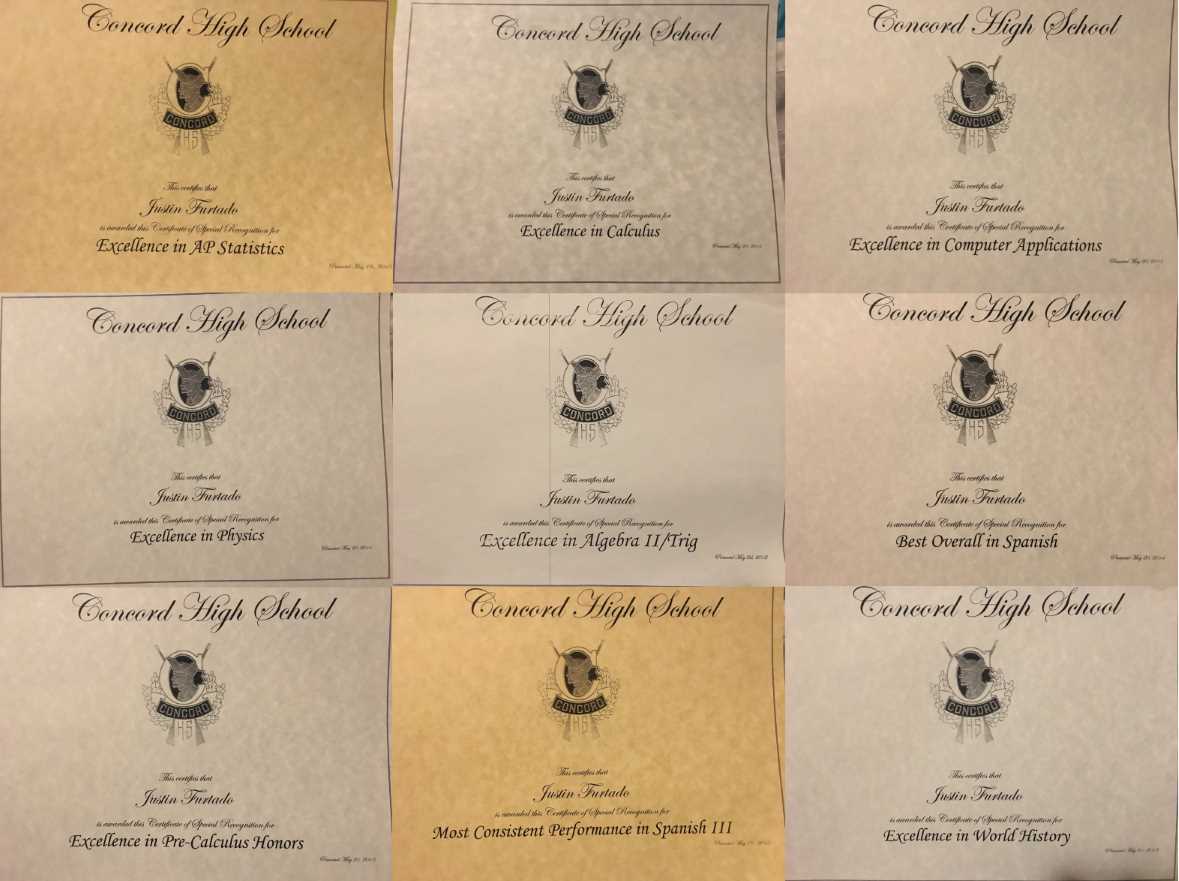 Concord High School
CONCORD
HS
This certifies that
Justin Furtado
is awarded this Certificate of Special Recognition for
Excellence in AP Statistics
Presented May
Concord High School
CONCORD
HS
This certifies that
Justin Furtado
is awarded this Certificate of Special Recognition for
Excellence in Calculus
Presented May
Concord High School
CONCORD
HS
This certifies that
Justin Furtado
is awarded this Certificate of Special Recognition for
Excellence in Computer Applications
Presented May
Concord High School
CONCORD
HS
This certifies that
Justin Furtado
is awarded this Certificate of Special Recognition for
Excellence in Physics
Presented May
Concord High School
CONCORD
HS
This certifies that
Justin Furtado
is awarded this Certificate of Special Recognition for
Excellence in Algebra II/Trig
Presented May
Concord High School
CONCORD
HS
This certifies that
Justin Furtado
is awarded this Certificate of Special Recognition for
Best Overall in Spanish
Presented May
Concord High School
CONCORD
HS
This certifies that
Justin Furtado
is awarded this Certificate of Special Recognition for
Excellence in Pre-Calculus Honors
Presented May
Concord High School
CONCORD
HS
This certifies that
Justin Furtado
is awarded this Certificate of Special Recognition for
Most Consistent Performance in Spanish III
Presented May
Concord High School
CONCORD
HS
This certifies that
Justin Furtado
is awarded this Certificate of Special Recognition for
Excellence in World History
Presented May